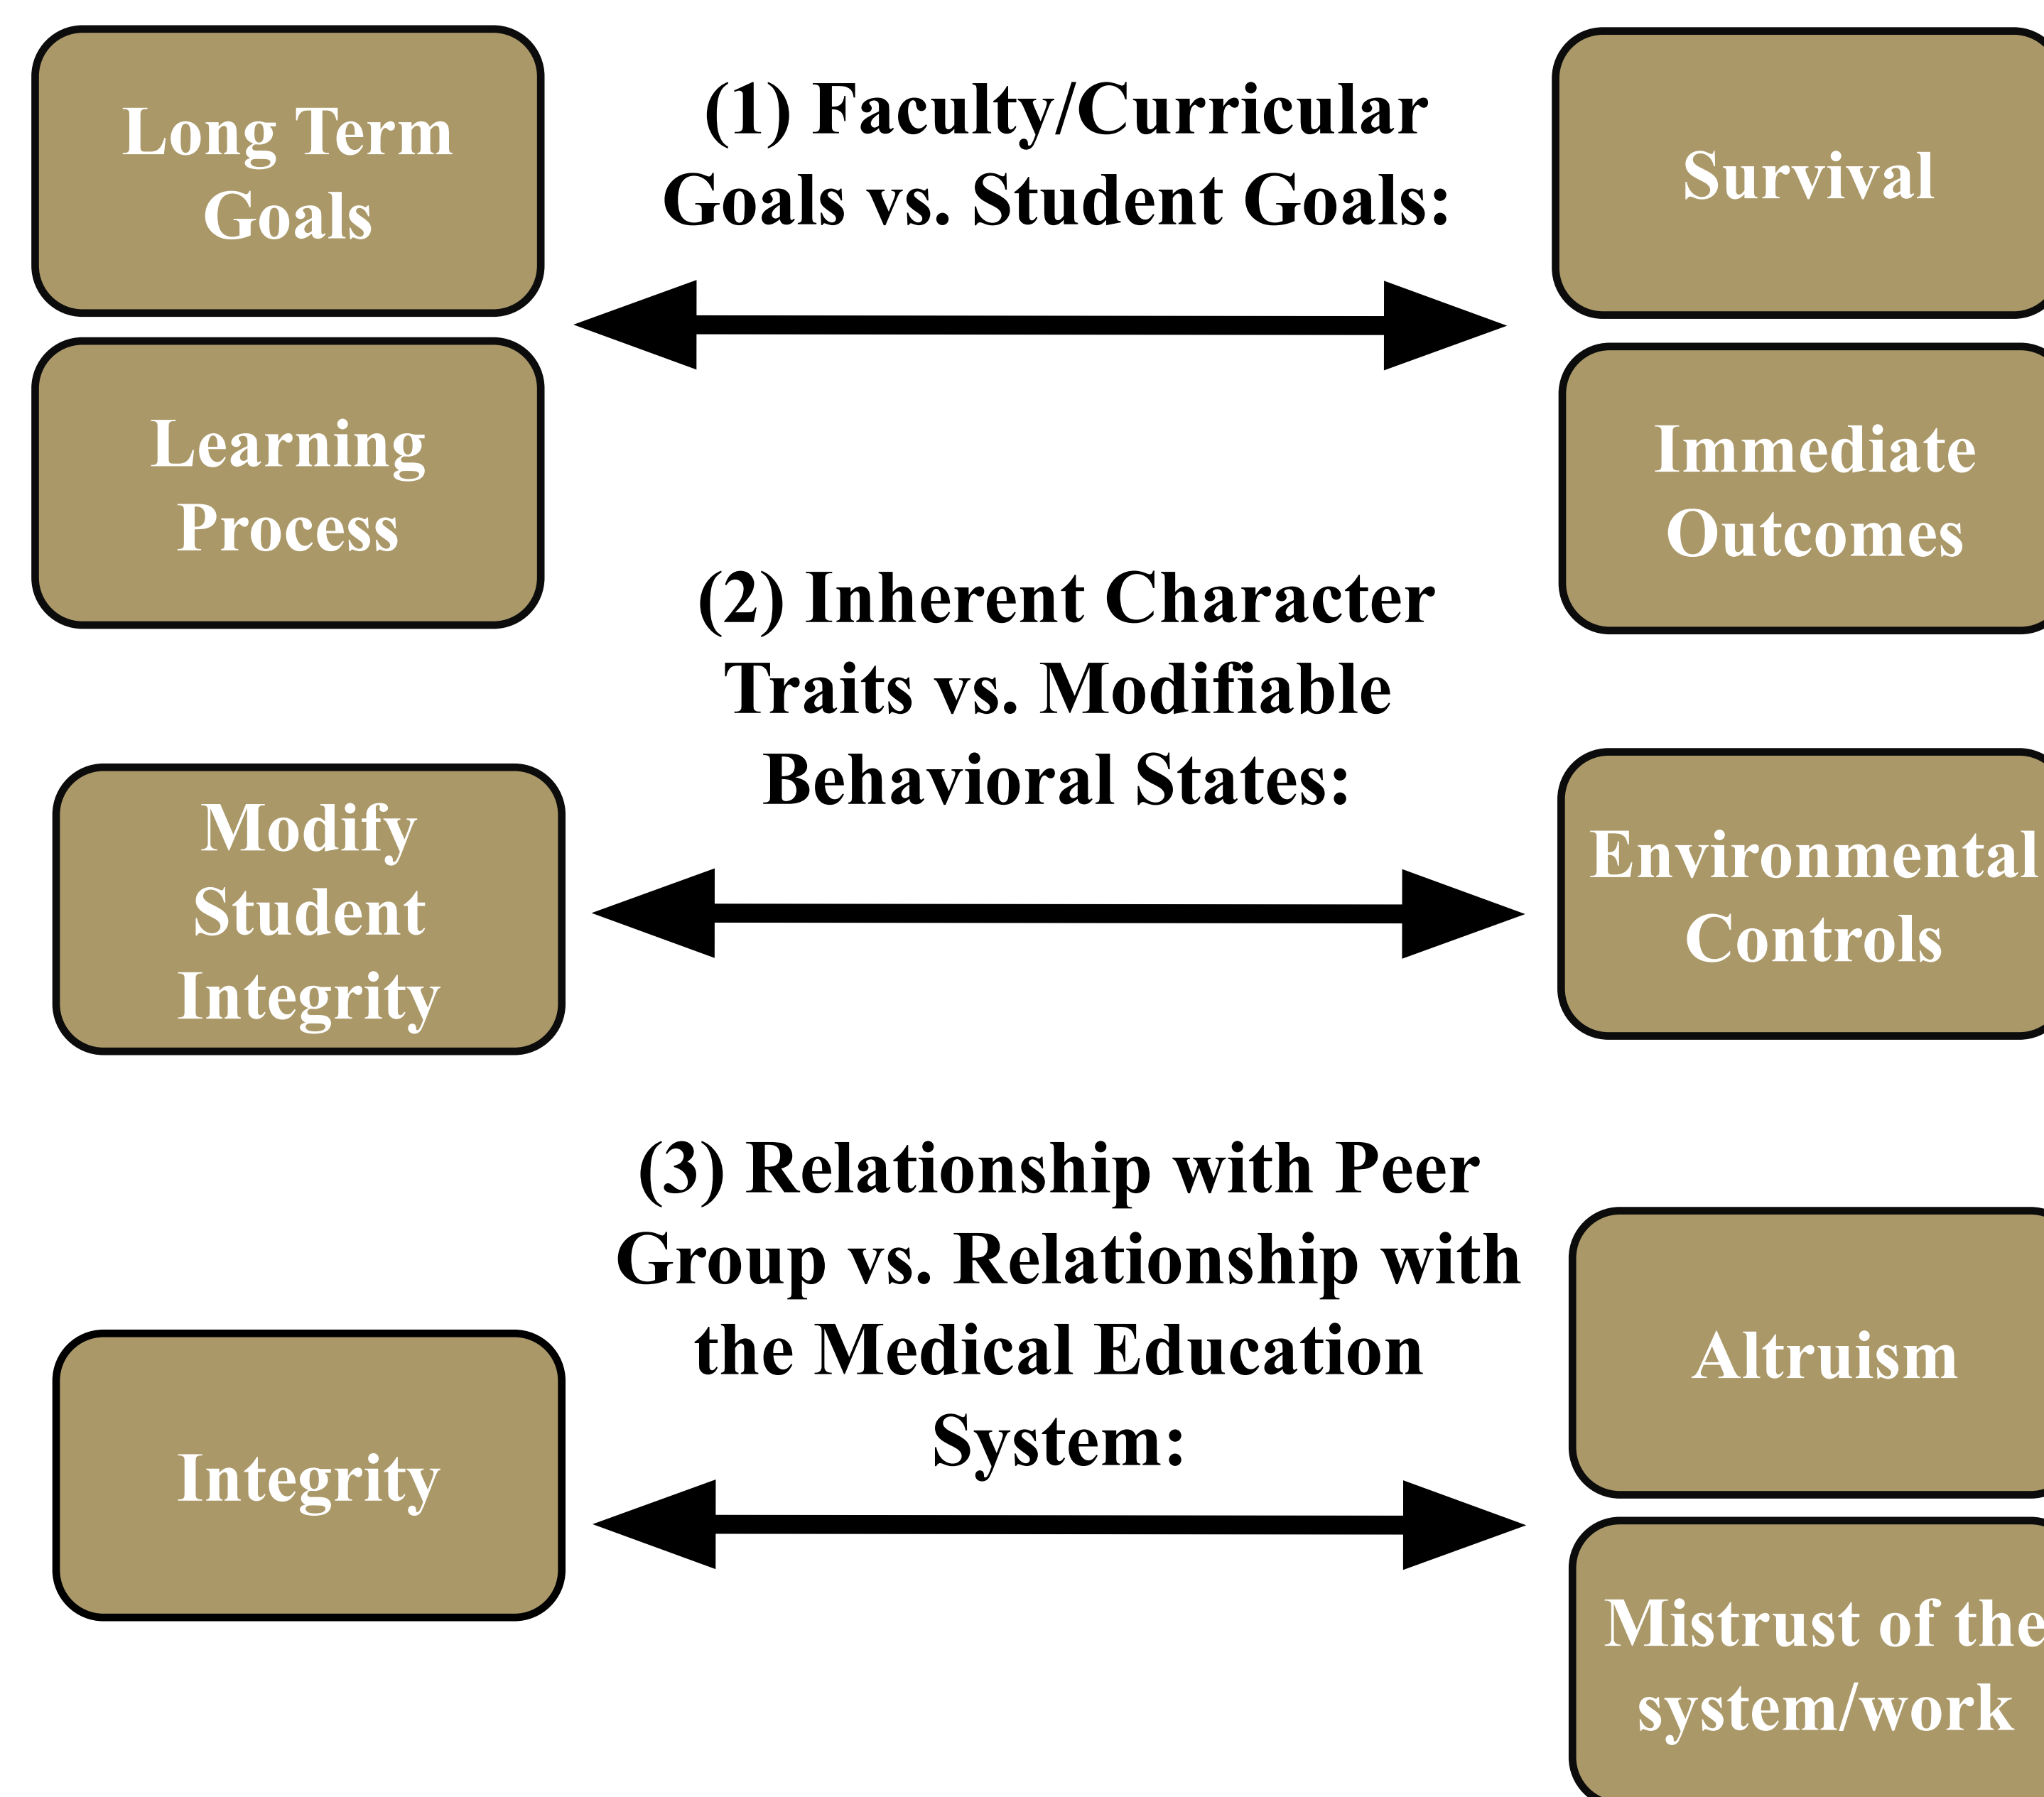 Long Term
Goals
(1) Faculty/Curricular
Goals vs. Student Goals:
Survival
Learning
Process
Immediate
Outcomes
(2) Inherent Character
Traits vs. Modifiable
Behavioral States:
Modify
Student
Integrity
Environmental
Controls
(3) Relationship with Peer
Group vs. Relationship with
the Medical Education
System:
Integrity
Altruism
Mistrust of the
system/work